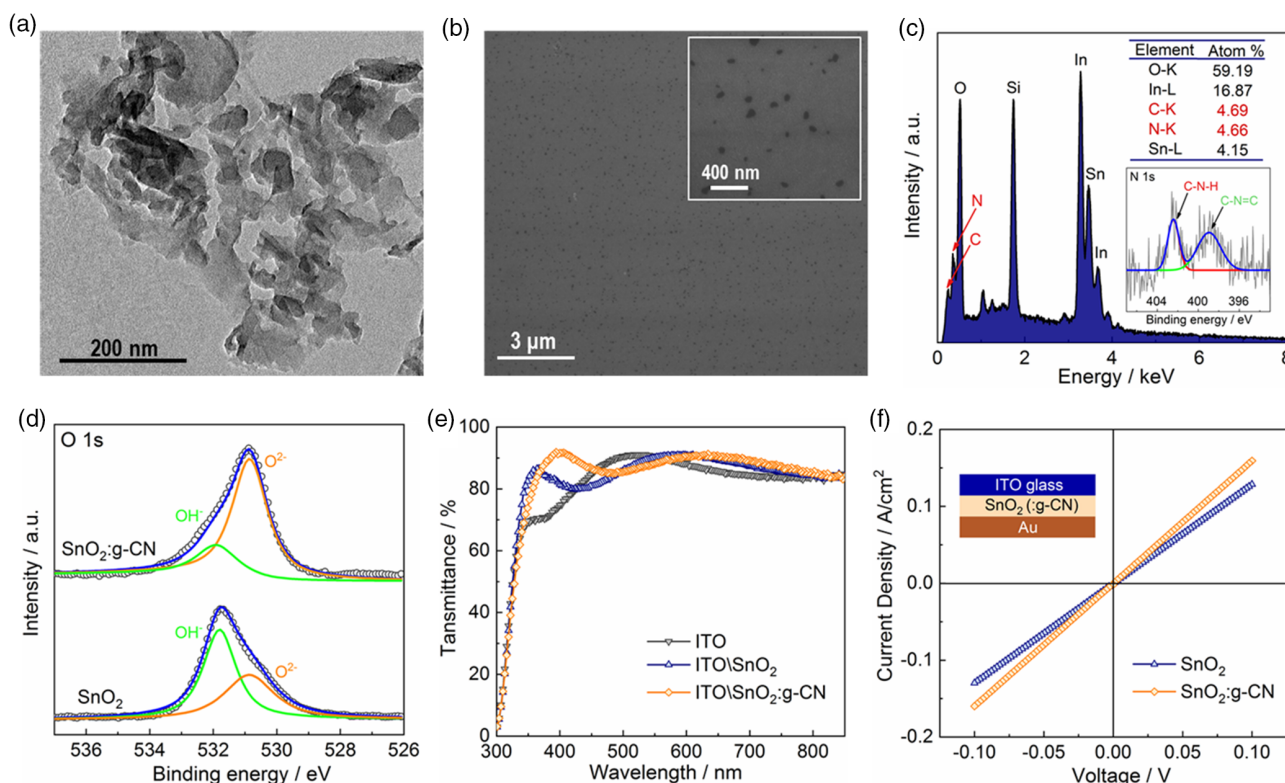 (a)
200 nm
(b)
400 nm
3 µm
(c)
Intensity / a.u.
O
Si
In
Sn
In
N
C
Element Atom %
O-K 59.19
In-L 16.87
C-K 4.69
N-K 4.66
Sn-L 4.15
N 1s
C-N-H
C-N=C
404 400 396
Binding energy / eV
0 2 4 6 8
Energy / keV
(d)
O 1s
O2-
OH-
SnO2:g-CN
OH-
O2-
SnO2
Intensity / a.u.
536 534 532 530 528 526
Binding energy / eV
(e)
Tansmittance / %
100
80
60
40
20
0
ITO
ITO\SnO2
ITO\SnO2:g-CN
300 400 500 600 700 800
Wavelength / nm
(f)
Current Density / A/cm2
0.2
0.1
0.0
-0.1
-0.2
ITO glass
SnO2 (:g-CN)
Au
SnO2
SnO2:g-CN
-0.10 -0.05 0.00 0.05 0.10
Voltage / V